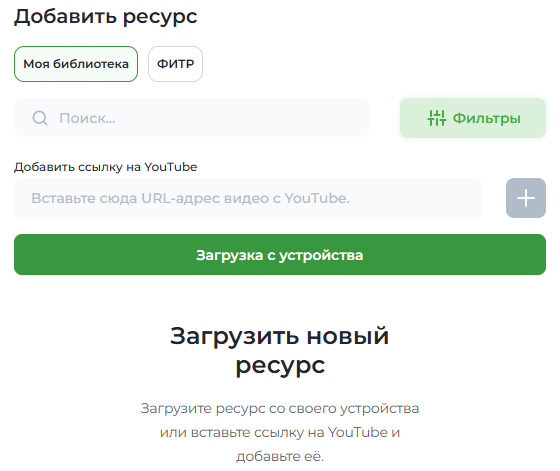 Добавить ресурс
Моя библиотека ФИТР
Поиск... Фильтры
Добавить ссылку на YouTube
Вставьте сюда URL-адрес видео с YouTube.
Загрузка с устройства
Загрузить новый
ресурс
Загрузите ресурс со своего устройства
или вставьте ссылку на YouTube и
добавьте её.